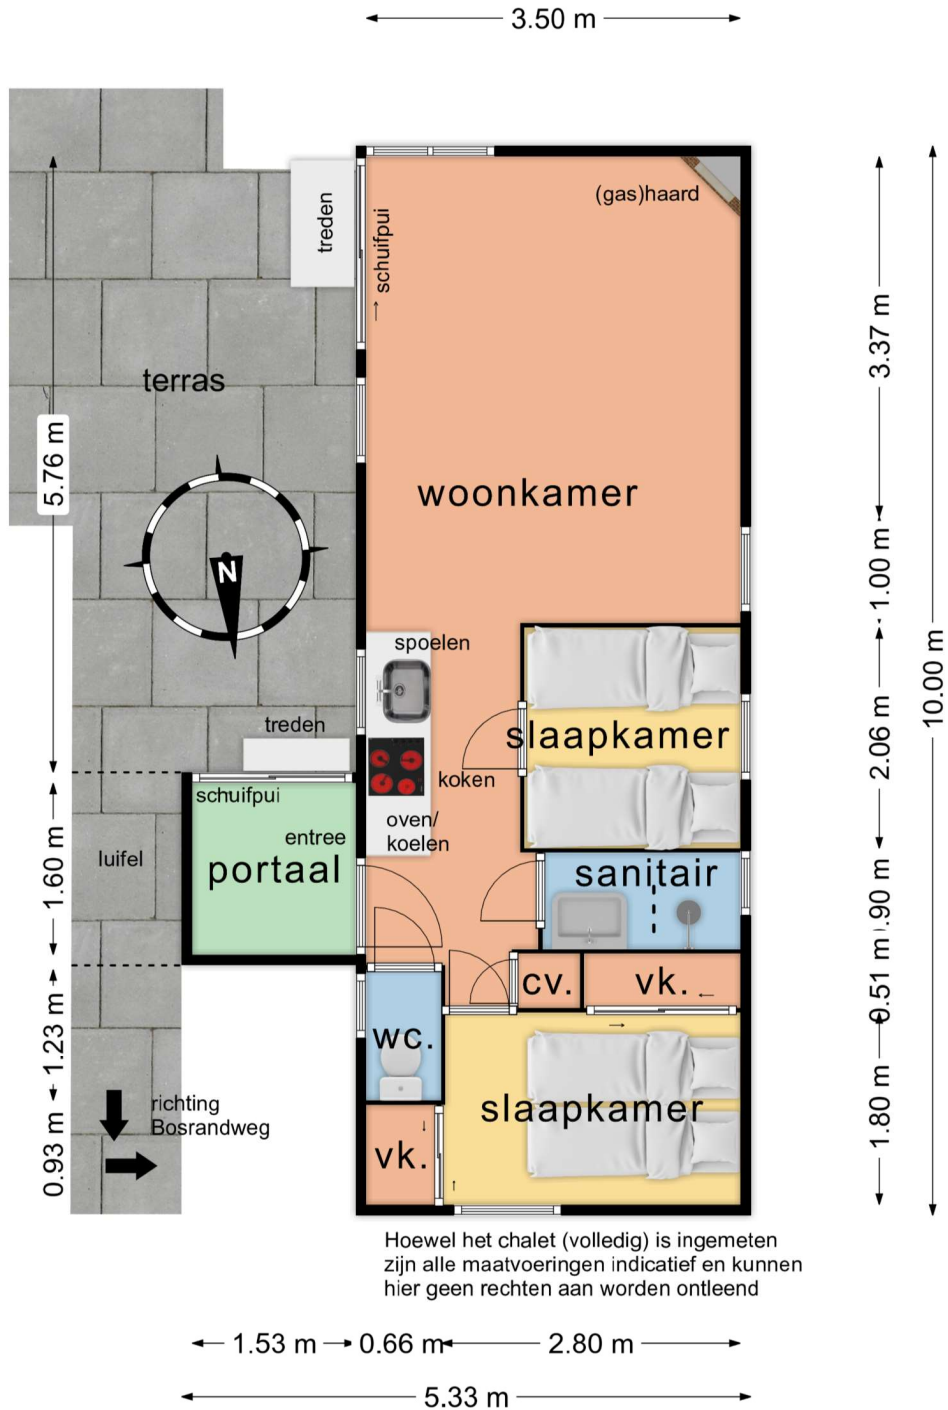 3.50 m
(gas)haard
treden
schuifpui
3.37 m
terras
5.76 m
woonkamer
N
1.00 m
10.00 m
spoelen
slaapkamer
2.06 m
treden
koken
schuifpui
oven/
koelen
entree
portaal
luifel
1.60 m
sanitair
0.90 m
cv.
vk.
0.51 m
wc.
1.23 m
slaapkamer
1.80 m
richting
Bosrandweg
0.93 m
vk.
Hoewel het chalet (volledig) is ingemeten
zijn alle maatvoeringen indicatief en kunnen
hier geen rechten aan worden ontleend
1.53 m
0.66 m
2.80 m
5.33 m